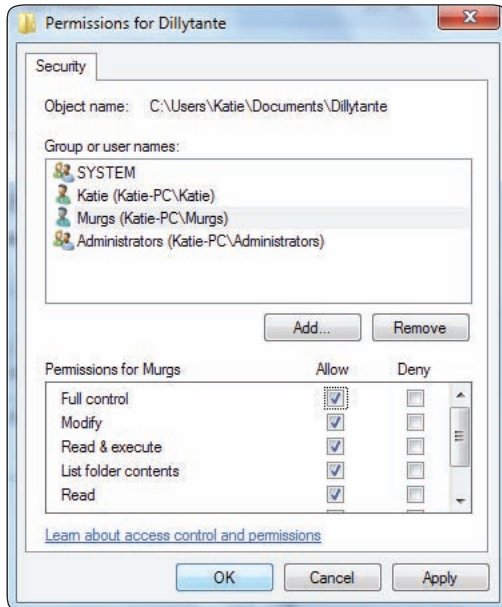 Permissions for Dillytante
Security
Object name: C:\Users\Katie\Documents\Dillytante
Group or user names:
SYSTEM
Katie (Katie-PC\Katie)
Murgs (Katie-PC\Murgs)
Administrators (Katie-PC\Administrators)
Add... Remove
Permissions for Murgs Allow Deny
Full control
Modify
Read & execute
List folder contents
Read
Learn about access control and permissions
OK Cancel Apply